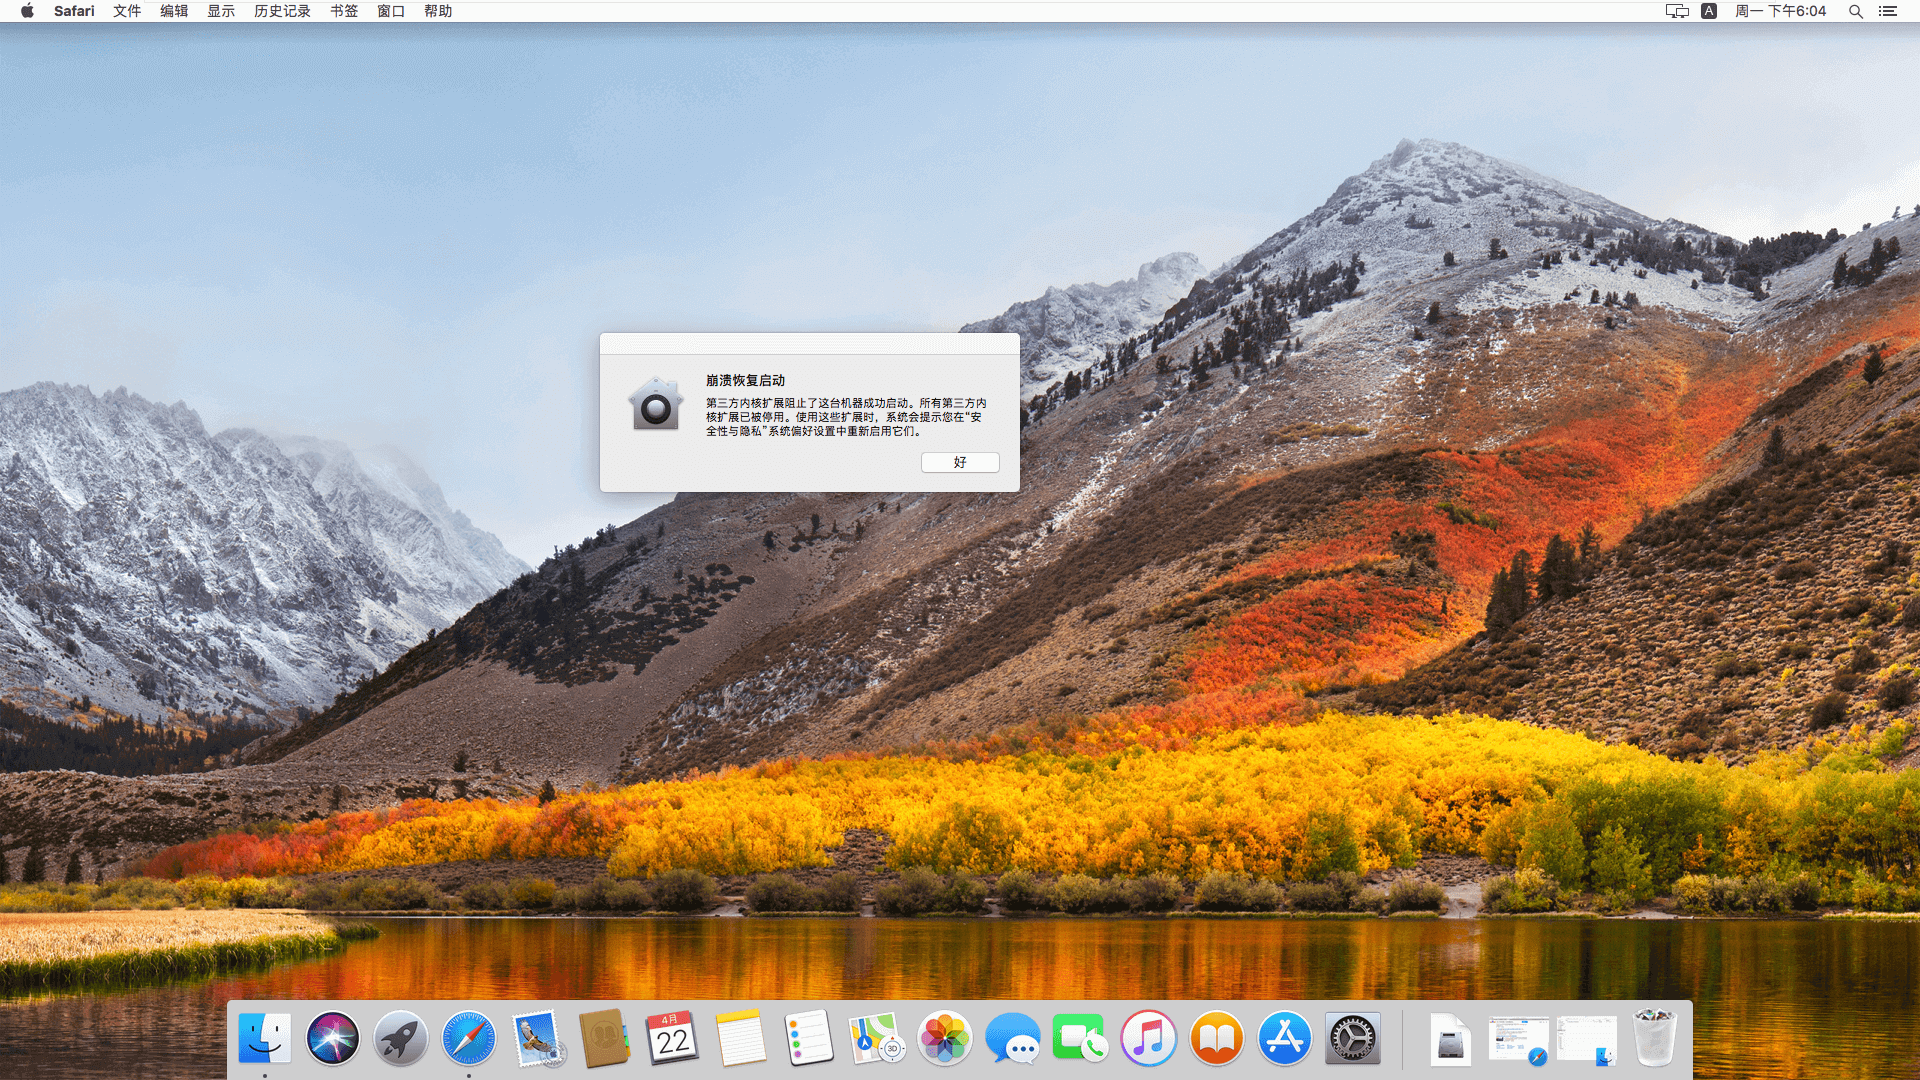 Safari 文件 编辑 显示 历史记录 书签 窗口 帮助 A 周一 下午6:04
崩溃恢复启动
第三方内核扩展阻止了这台机器成功启动。所有第三方内
核扩展已被停用。使用这些扩展时，系统会提示您在“安
全性与隐私”系统偏好设置中重新启用它们。
好
4月
22
3D